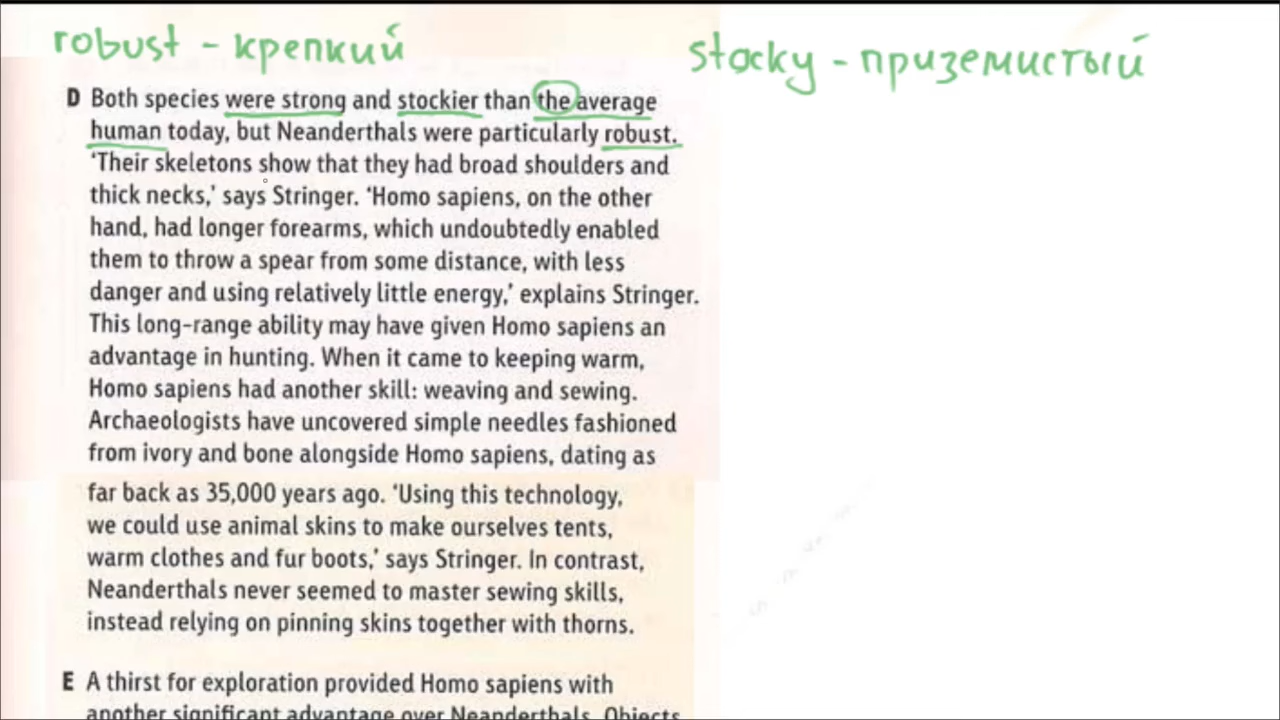 robust - крепкий
stocky - приземистый
D Both species were strong and stockier than the average
human today, but Neanderthals were particularly robust.
‘Their skeletons show that they had broad shoulders and
thick necks,’ says Stringer. ‘Homo sapiens, on the other
hand, had longer forearms, which undoubtedly enabled
them to throw a spear from some distance, with less
danger and using relatively little energy,’ explains Stringer.
This long-range ability may have given Homo sapiens an
advantage in hunting. When it came to keeping warm,
Homo sapiens had another skill: weaving and sewing.
Archaeologists have uncovered simple needles fashioned
from ivory and bone alongside Homo sapiens, dating as
far back as 35,000 years ago. ‘Using this technology,
we could use animal skins to make ourselves tents,
warm clothes and fur boots,’ says Stringer. In contrast,
Neanderthals never seemed to master sewing skills,
instead relying on pinning skins together with thorns.
E A thirst for exploration provided Homo sapiens with
another significant advantage over Neanderthals. Objects